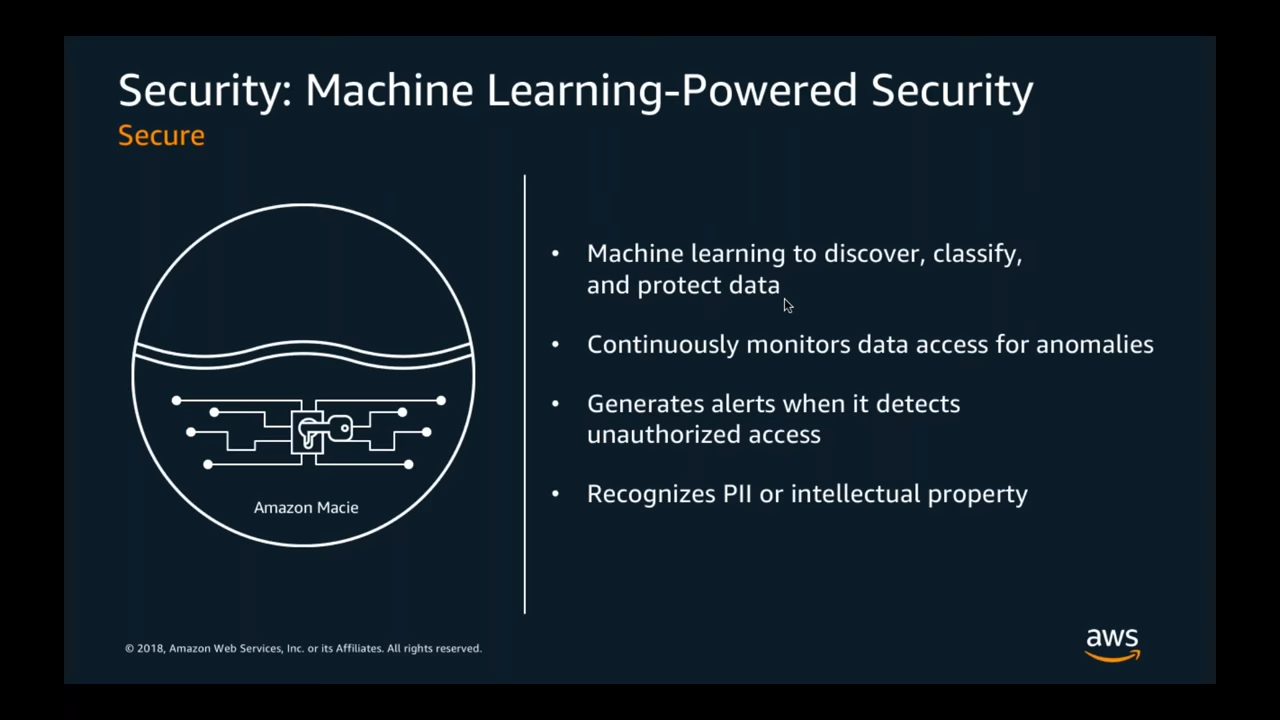 Security: Machine Learning-Powered Security
Secure
• Machine learning to discover, classify,
and protect data
• Continuously monitors data access for anomalies
• Generates alerts when it detects
unauthorized access
• Recognizes PII or intellectual property
Amazon Macie
© 2018, Amazon Web Services, Inc. or its Affiliates. All rights reserved.
aws